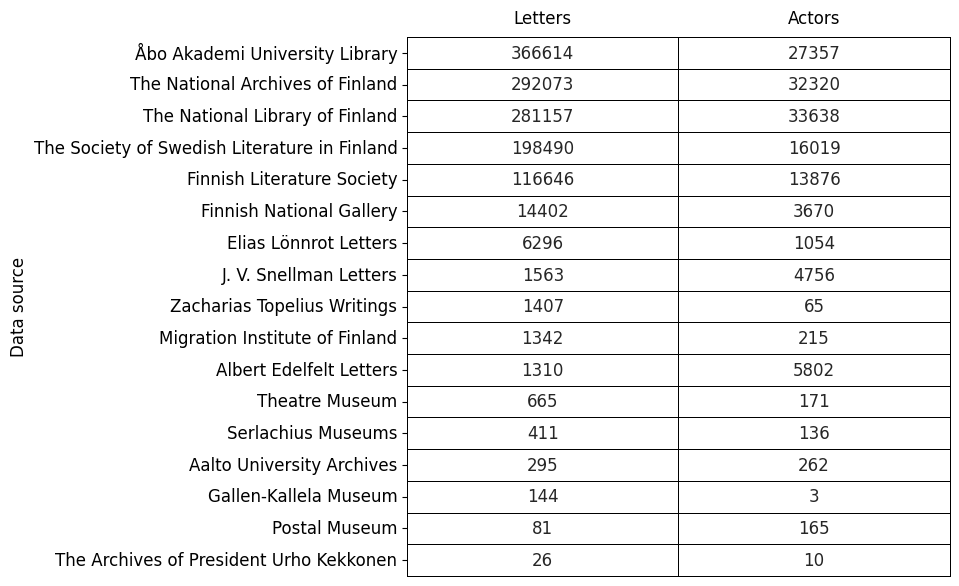 Letters Actors
Data source
Åbo Akademi University Library 366614 27357
The National Archives of Finland 292073 32320
The National Library of Finland 281157 33638
The Society of Swedish Literature in Finland 198490 16019
Finnish Literature Society 116646 13876
Finnish National Gallery 14402 3670
Elias Lönnrot Letters 6296 1054
J. V. Snellman Letters 1563 4756
Zacharias Topelius Writings 1407 65
Migration Institute of Finland 1342 215
Albert Edelfelt Letters 1310 5802
Theatre Museum 665 171
Serlachius Museums 411 136
Aalto University Archives 295 262
Gallen-Kallela Museum 144 3
Postal Museum 81 165
The Archives of President Urho Kekkonen 26 10